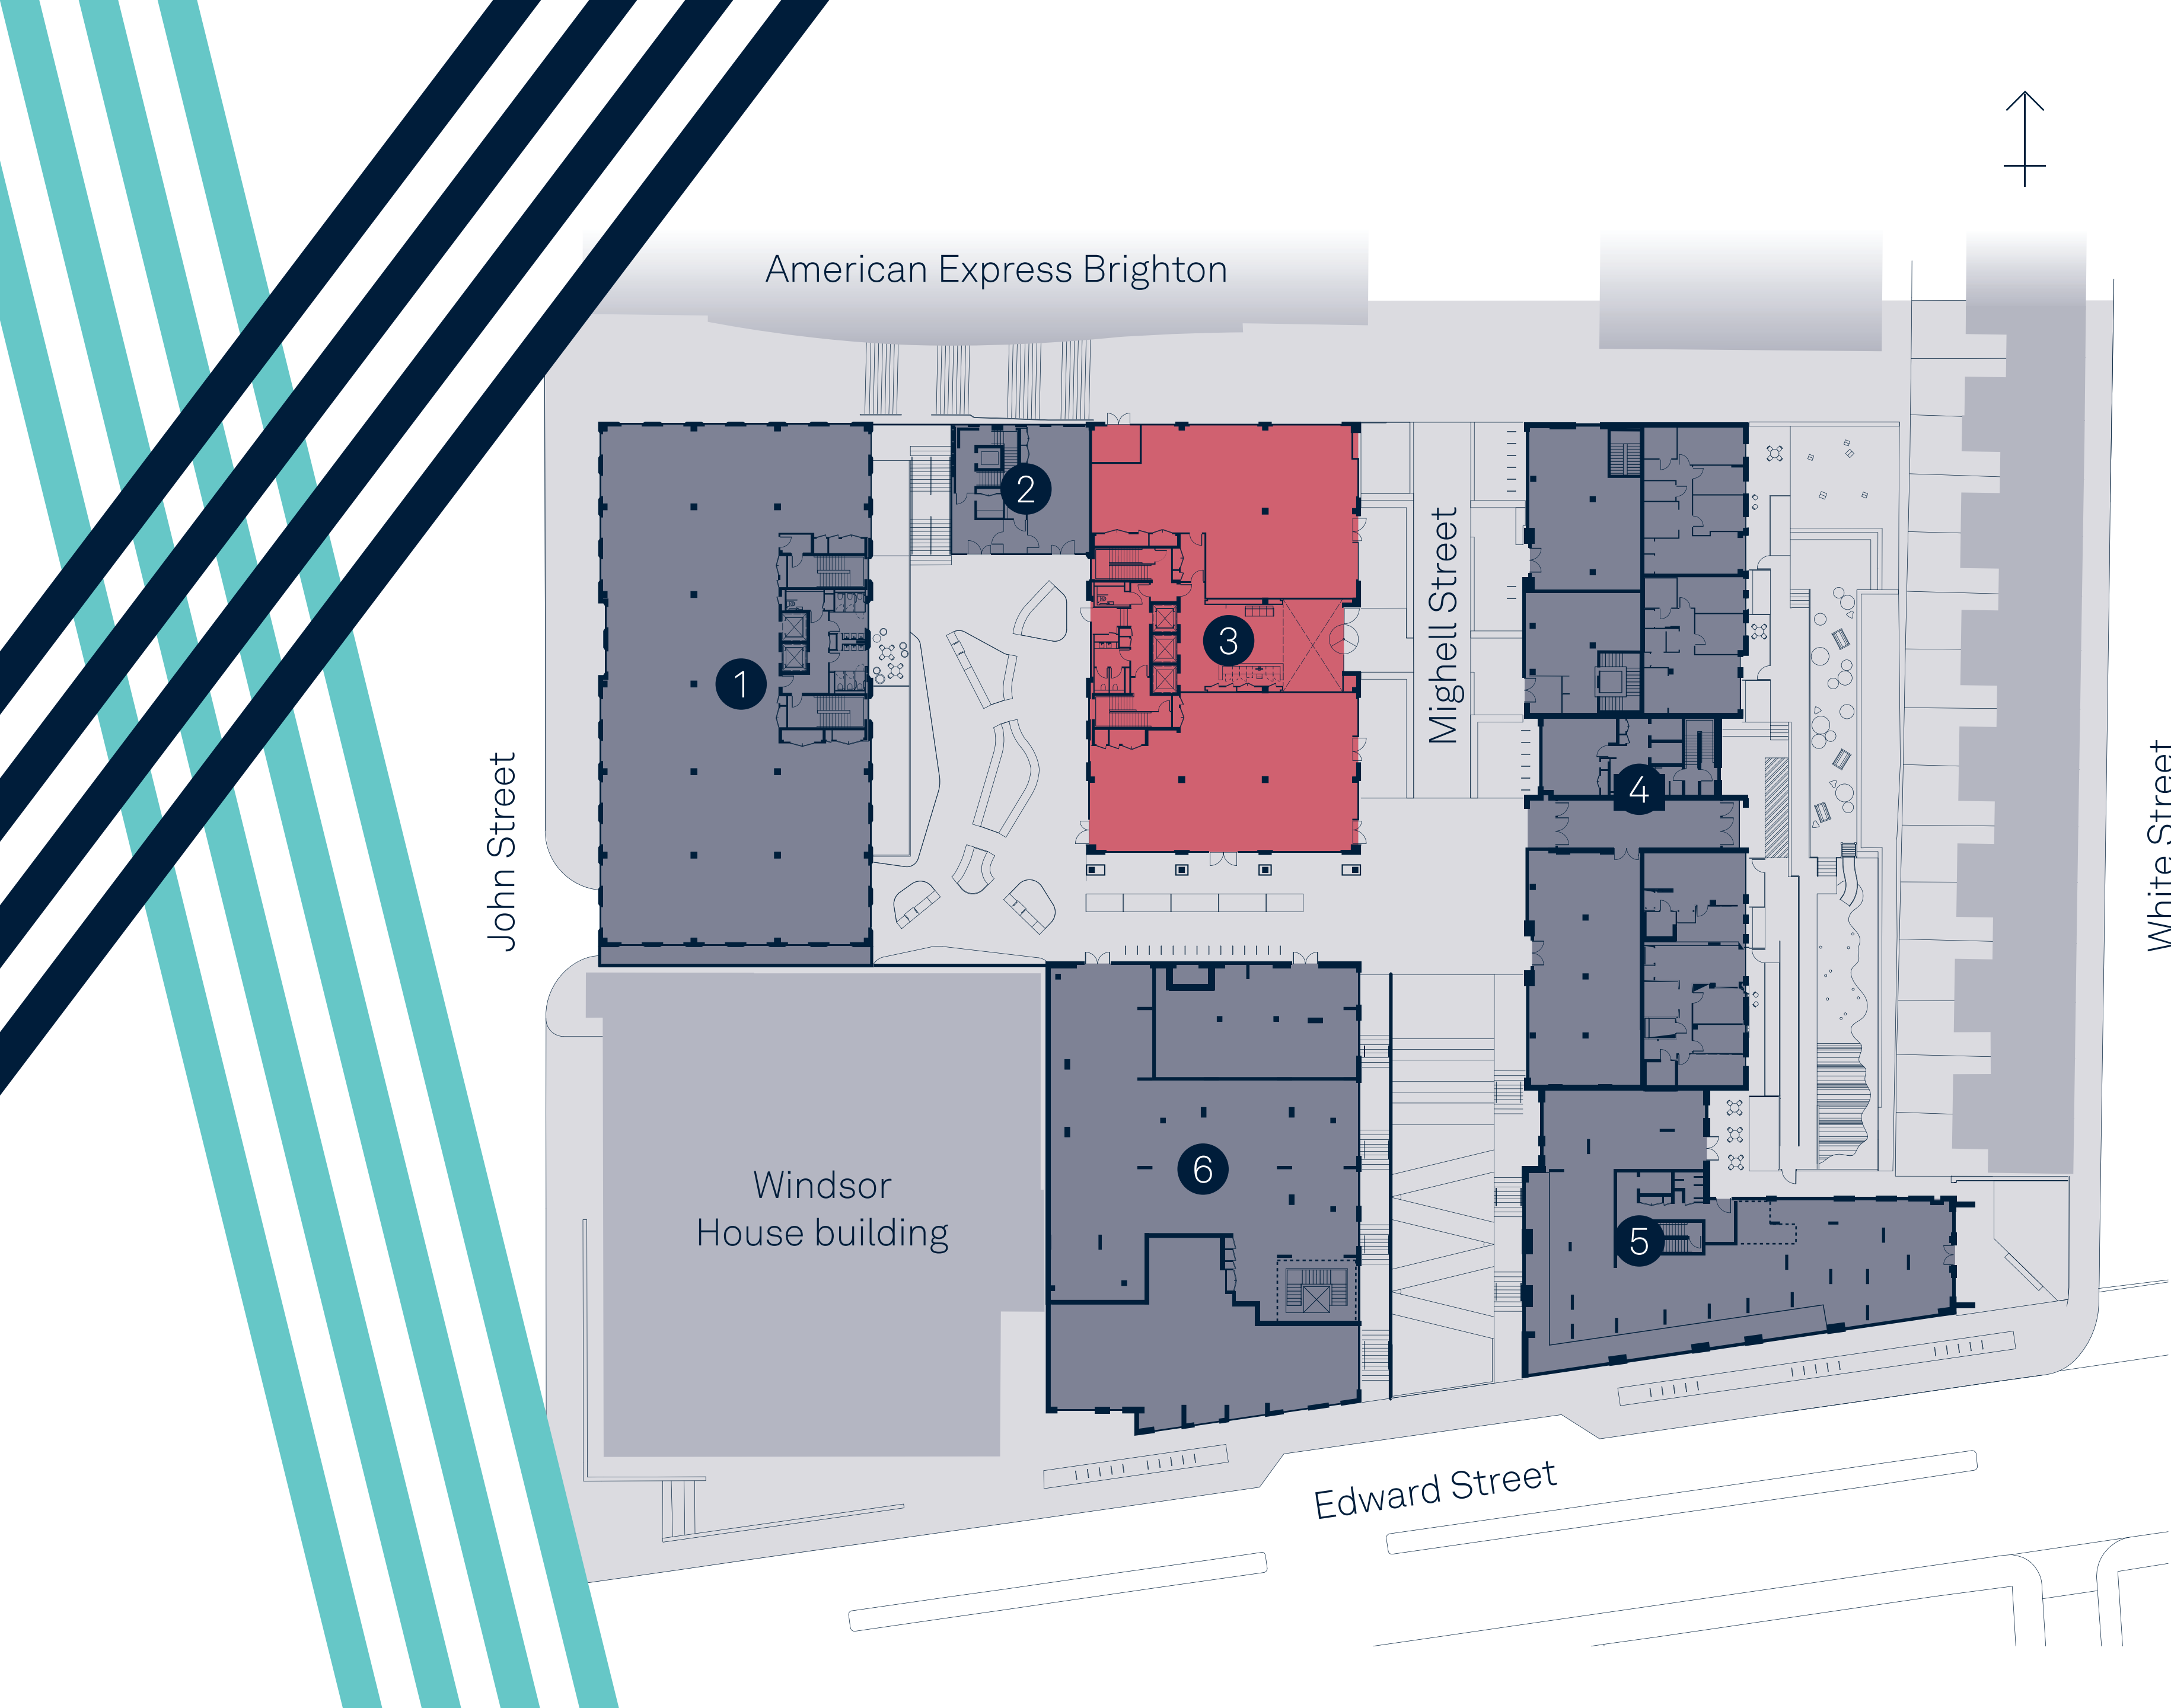 American Express Brighton
2
3
1
Mighell Street
4
John Street
White Street
6
Windsor
House building
5
Edward Street